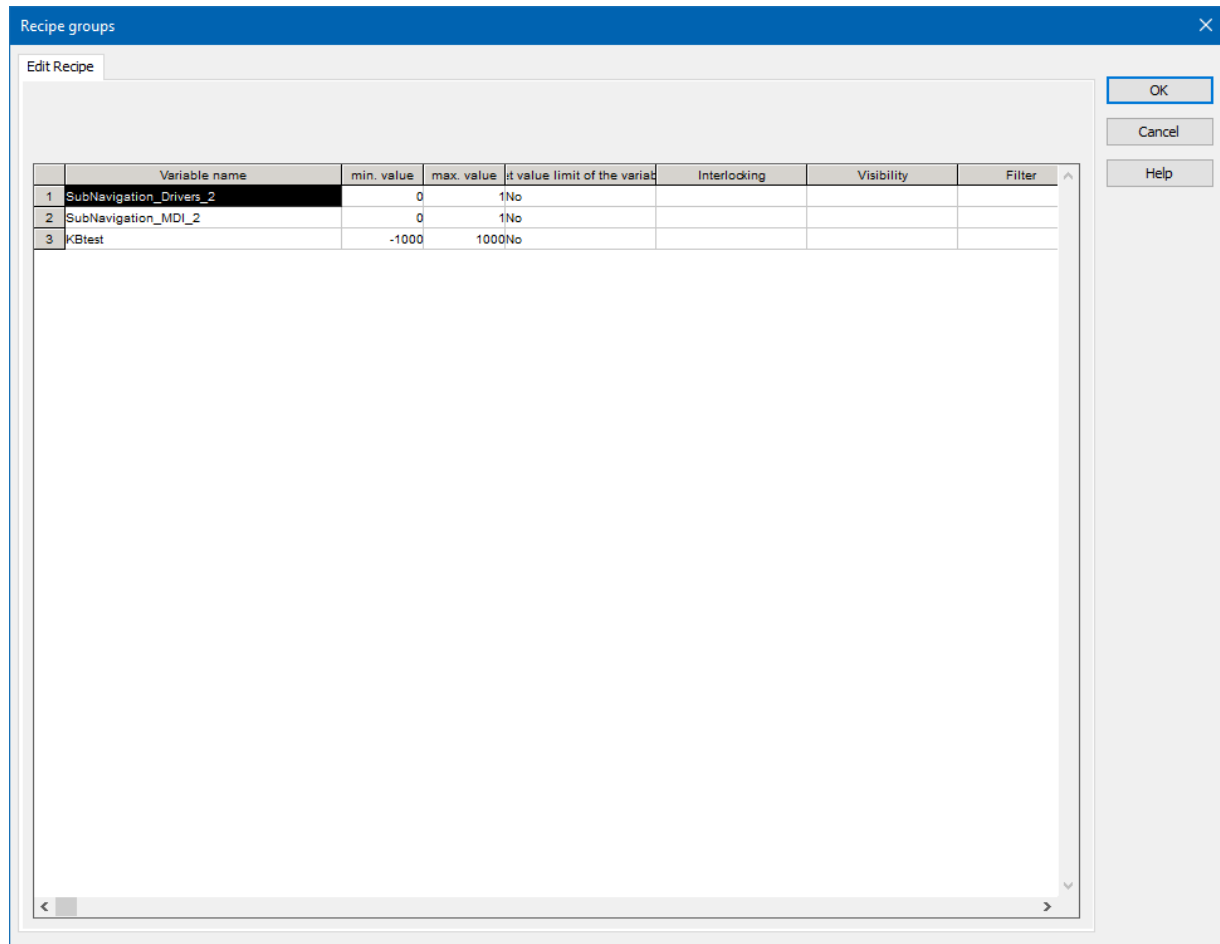 Recipe groups
Edit Recipe
OK
Cancel
Help
Variable name min. value max. value et value limit of the variab Interlocking Visibility Filter
1 SubNavigation_Drivers_2 0 1 No
2 SubNavigation_MDI_2 0 1 No
3 KBtest -1000 1000 No